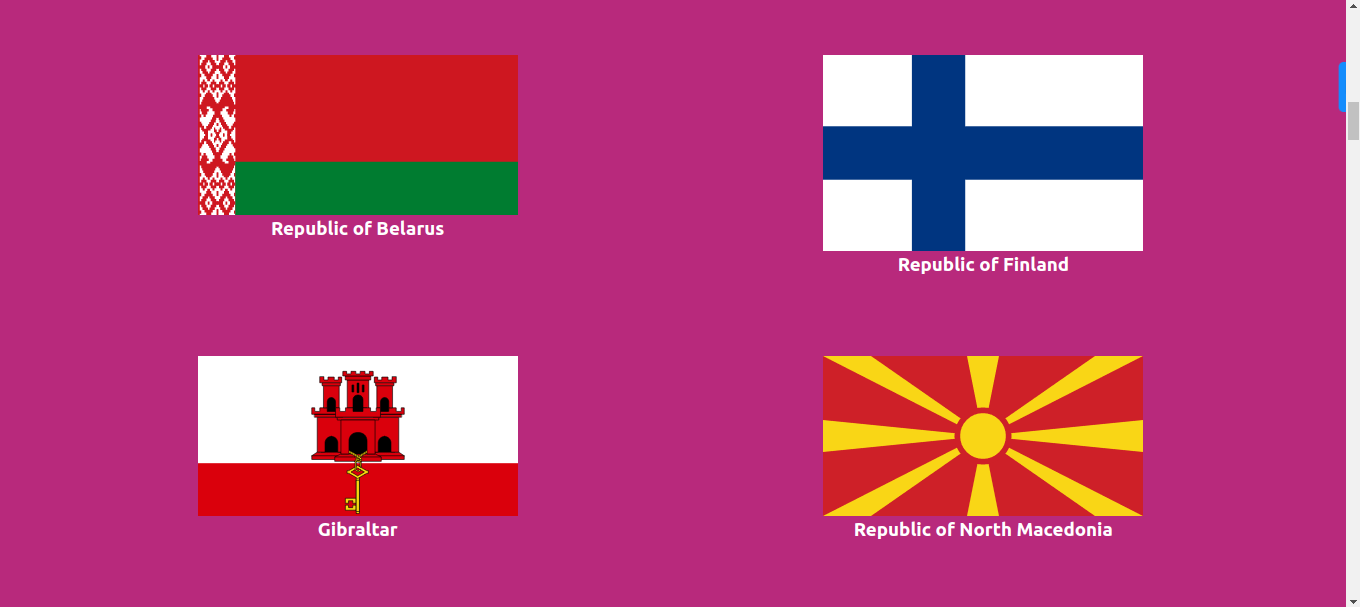 Republic of Belarus
Republic of Finland
Gibraltar
Republic of North Macedonia